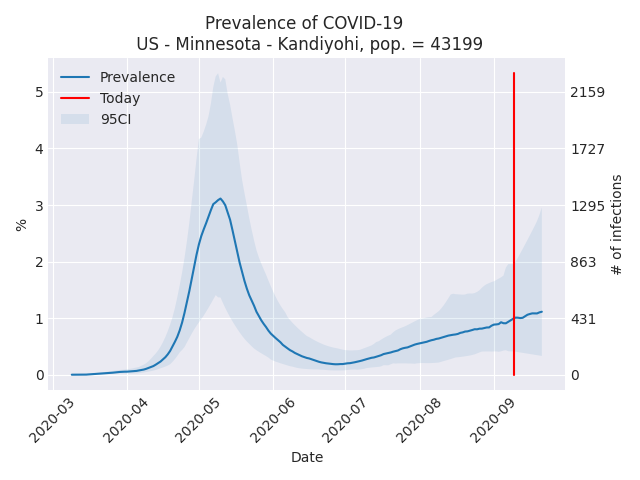 Prevalence of COVID-19
US - Minnesota - Kandiyohi, pop. = 43199
Prevalence
Today
95CI
5
4
3
2
1
0
%
2159
1727
1295
863
431
0
# of infections
2020-03
2020-04
2020-05
2020-06
2020-07
2020-08
2020-09
Date